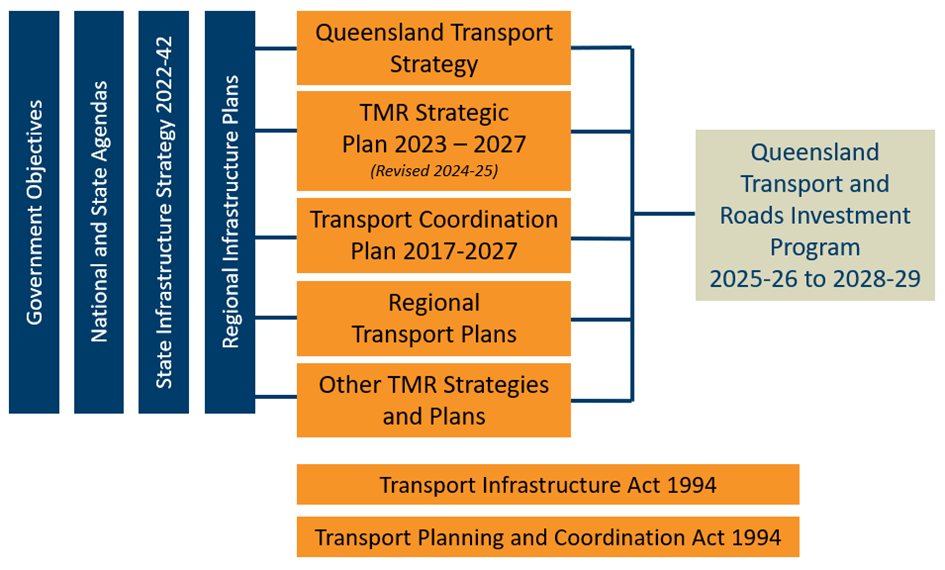 Government Objectives
National and State Agendas
State Infrastructure Strategy 2022-42
Regional Infrastructure Plans
Queensland Transport
Strategy
TMR Strategic
Plan 2023 – 2027
(Revised 2024-25)
Transport Coordination
Plan 2017-2027
Regional
Transport Plans
Other TMR Strategies
and Plans
Queensland
Transport and
Roads Investment
Program
2025-26 to 2028-29
Transport Infrastructure Act 1994
Transport Planning and Coordination Act 1994